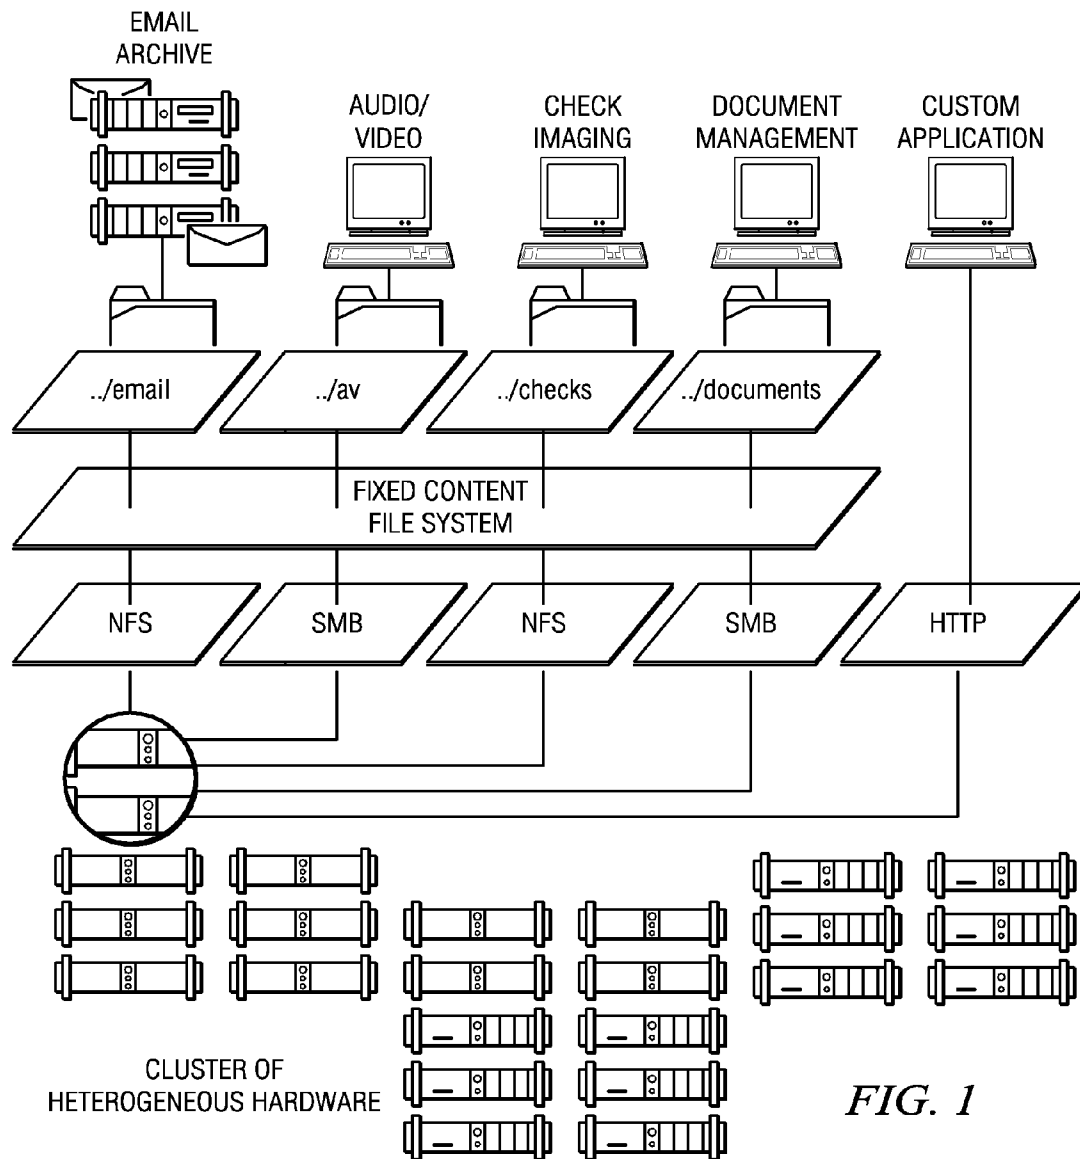 EMAIL
ARCHIVE
AUDIO/
VIDEO
CHECK
IMAGING
DOCUMENT
MANAGEMENT
CUSTOM
APPLICATION
../email
../av
../checks
../documents
FIXED CONTENT
FILE SYSTEM
NFS
SMB
NFS
SMB
HTTP
CLUSTER OF
HETEROGENEOUS HARDWARE
FIG. 1